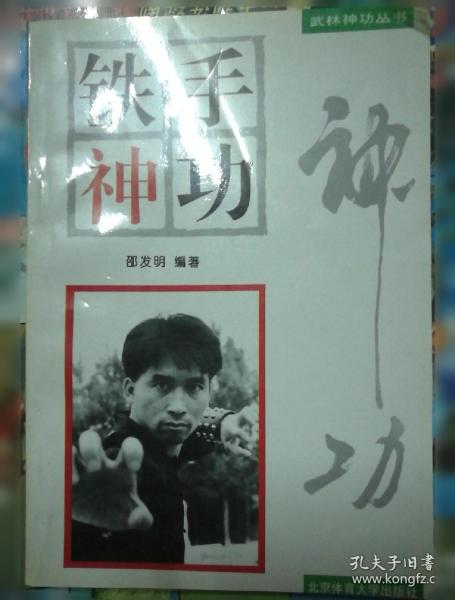 武林神功丛书
铁手
神功
邵发明 编著
神功
北京体育大学出版社
孔夫子旧书
www.kongfz.com